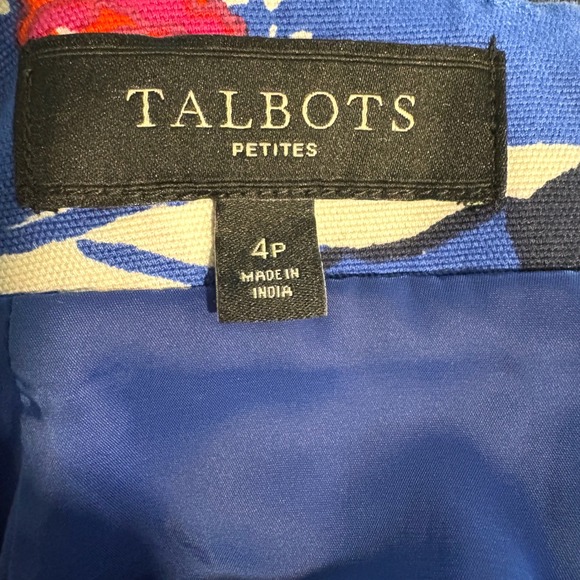 TALBOTS
PETITES
4P
MADE IN
INDIA